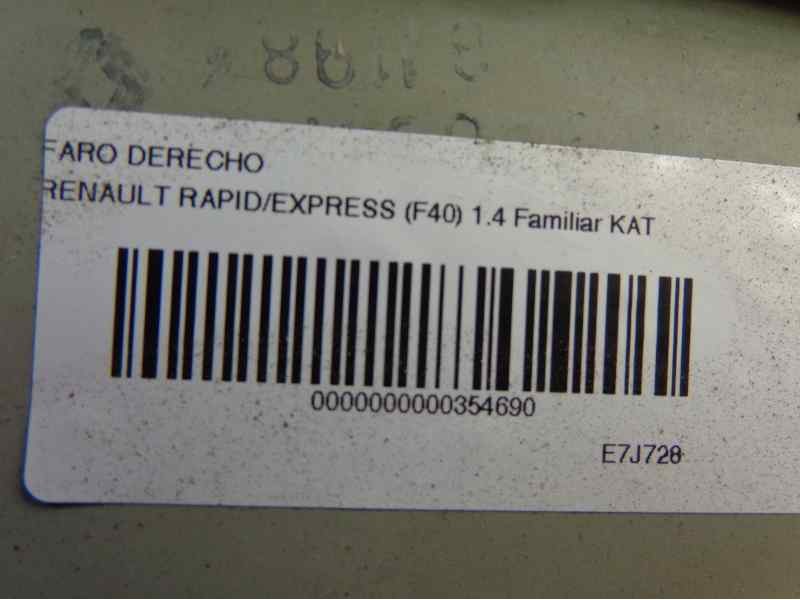 FARO DERECHO
RENAULT RAPID/EXPRESS (F40) 1.4 Familiar KAT
0000000000354690
E7J728